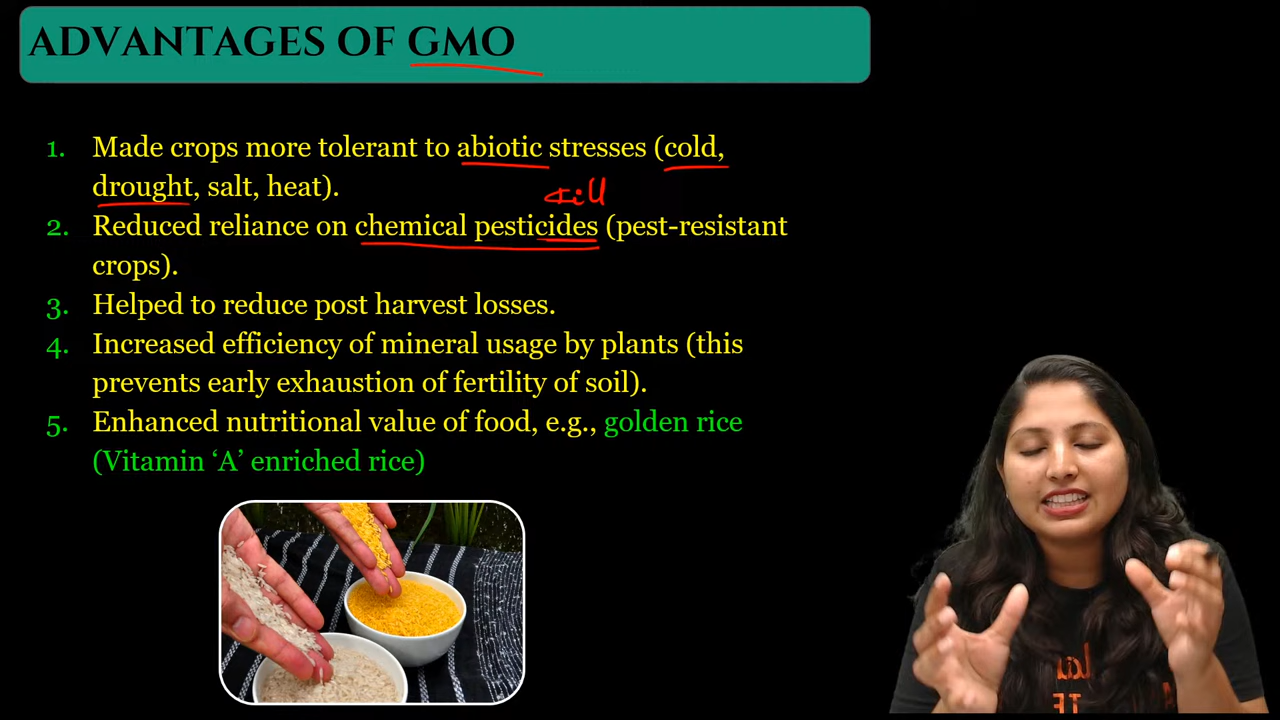 ADVANTAGES OF GMO
1. Made crops more tolerant to abiotic stresses (cold,
drought, salt, heat).
kill
2. Reduced reliance on chemical pesticides (pest-resistant
crops).
3. Helped to reduce post harvest losses.
4. Increased efficiency of mineral usage by plants (this
prevents early exhaustion of fertility of soil).
5. Enhanced nutritional value of food, e.g., golden rice
(Vitamin ‘A’ enriched rice)